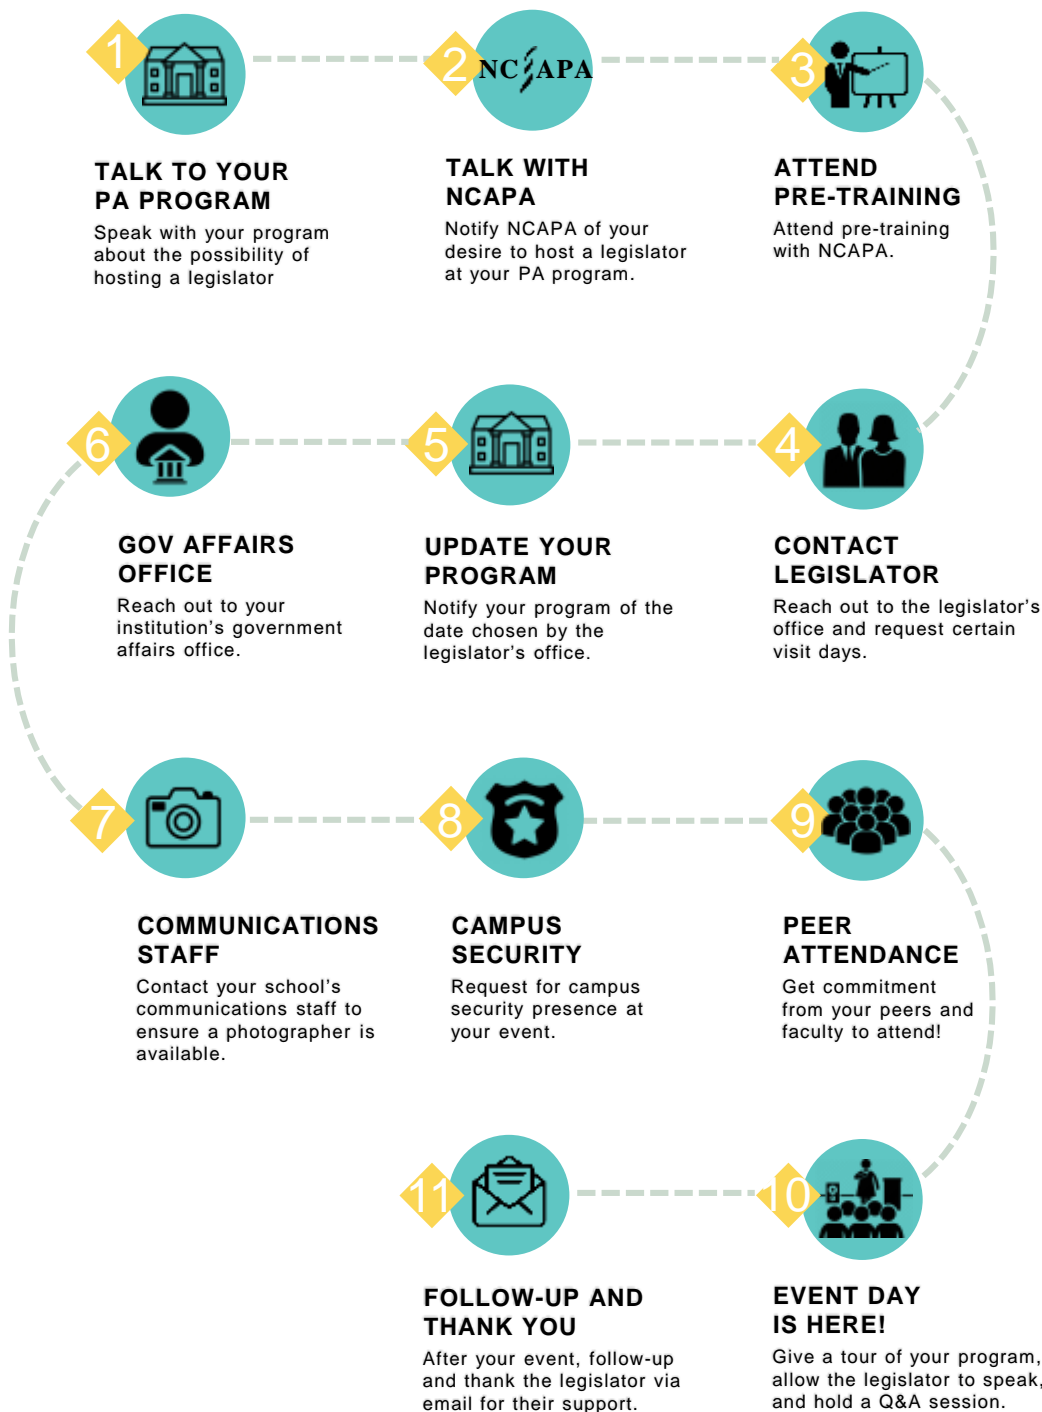 1
NC APA
2
3
TALK TO YOUR
PA PROGRAM
Speak with your program
about the possibility of
hosting a legislator
TALK WITH
NCAPA
Notify NCAPA of your
desire to host a legislator
at your PA program.
ATTEND
PRE-TRAINING
Attend pre-training
with NCAPA.
4
CONTACT
LEGISLATOR
Reach out to the legislator's
office and request certain
visit days.
5
UPDATE YOUR
PROGRAM
Notify your program of the
date chosen by the
legislator's office.
6
GOV AFFAIRS
OFFICE
Reach out to your
institution's government
affairs office.
7
COMMUNICATIONS
STAFF
Contact your school's
communications staff to
ensure a photographer is
available.
8
CAMPUS
SECURITY
Request for campus
security presence at
your event.
9
PEER
ATTENDANCE
Get commitment
from your peers and
faculty to attend!
10
EVENT DAY
IS HERE!
Give a tour of your program,
allow the legislator to speak,
and hold a Q&A session.
11
FOLLOW-UP AND
THANK YOU
After your event, follow-up
and thank the legislator via
email for their support.